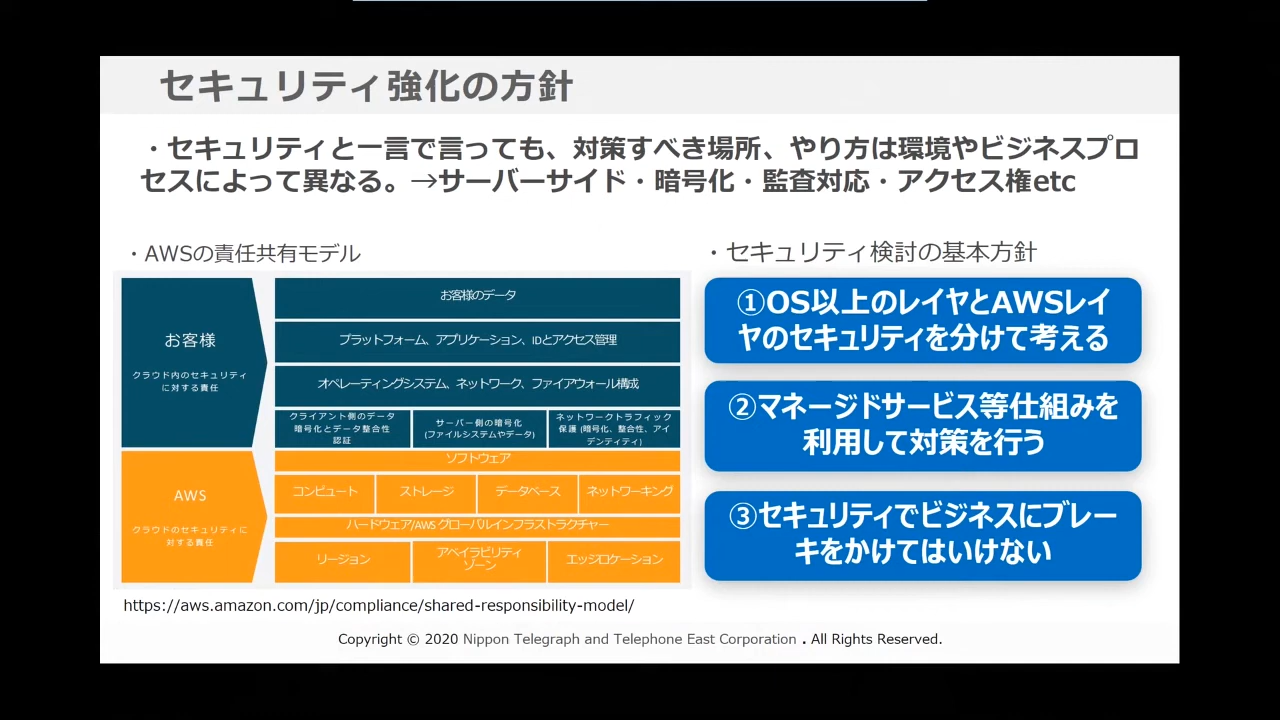 セキュリティ強化の方針
・セキュリティと一言で言っても、対策すべき場所、やり方は環境やビジネスプロ
セスによって異なる。→サーバーサイド・暗号化・監査対応・アクセス権etc
・AWSの責任共有モデル
お客様
クラウド内のセキュリティ
に対する責任
お客様のデータ
プラットフォーム、アプリケーション、IDとアクセス管理
オペレーティングシステム、ネットワーク、ファイアウォール構成
クライアント側のデータ
暗号化とデータ整合性
認証
サーバー側の暗号化
(ファイルシステムやデータ)
ネットワークトラフィック
保護 (暗号化、整合性、アイ
デンティティ)
AWS
クラウドのセキュリティに
対する責任
ソフトウェア
コンピュート
ストレージ
データベース
ネットワーキング
ハードウェア/AWS グローバルインフラストラクチャー
リージョン
アベイラビリティ
ゾーン
エッジロケーション
https://aws.amazon.com/jp/compliance/shared-responsibility-model/
・セキュリティ検討の基本方針
①OS以上のレイヤとAWSレイ
ヤのセキュリティを分けて考える
②マネージドサービス等仕組みを
利用して対策を行う
③セキュリティでビジネスにブレー
キをかけてはいけない
Copyright © 2020 Nippon Telegraph and Telephone East Corporation . All Rights Reserved.